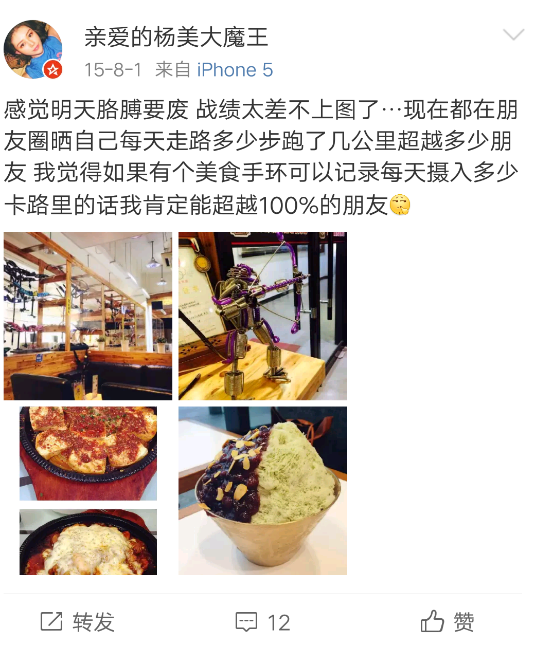 亲爱的杨美大魔王
15-8-1 来自 iPhone 5
感觉明天胳膊要废 战绩太差不上图了…现在都在朋
友圈晒自己每天走路多少步跑了几公里超越多少朋
友 我觉得如果有个美食手环可以记录每天摄入多少
卡路里的话我肯定能超越100%的朋友
转发
12
赞